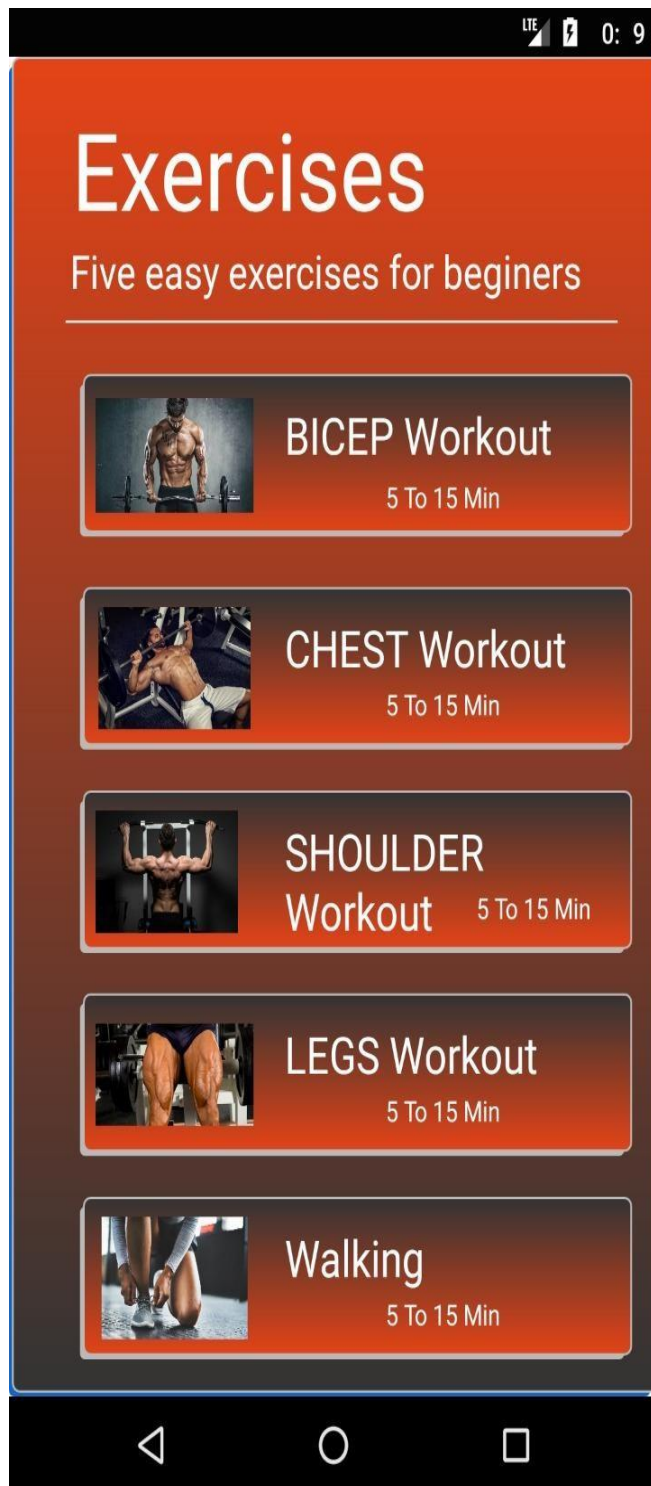 LTE 0: 9
Exercises
Five easy exercises for beginers
BICEP Workout
5 To 15 Min
CHEST Workout
5 To 15 Min
SHOULDER
Workout 5 To 15 Min
LEGS Workout
5 To 15 Min
Walking
5 To 15 Min